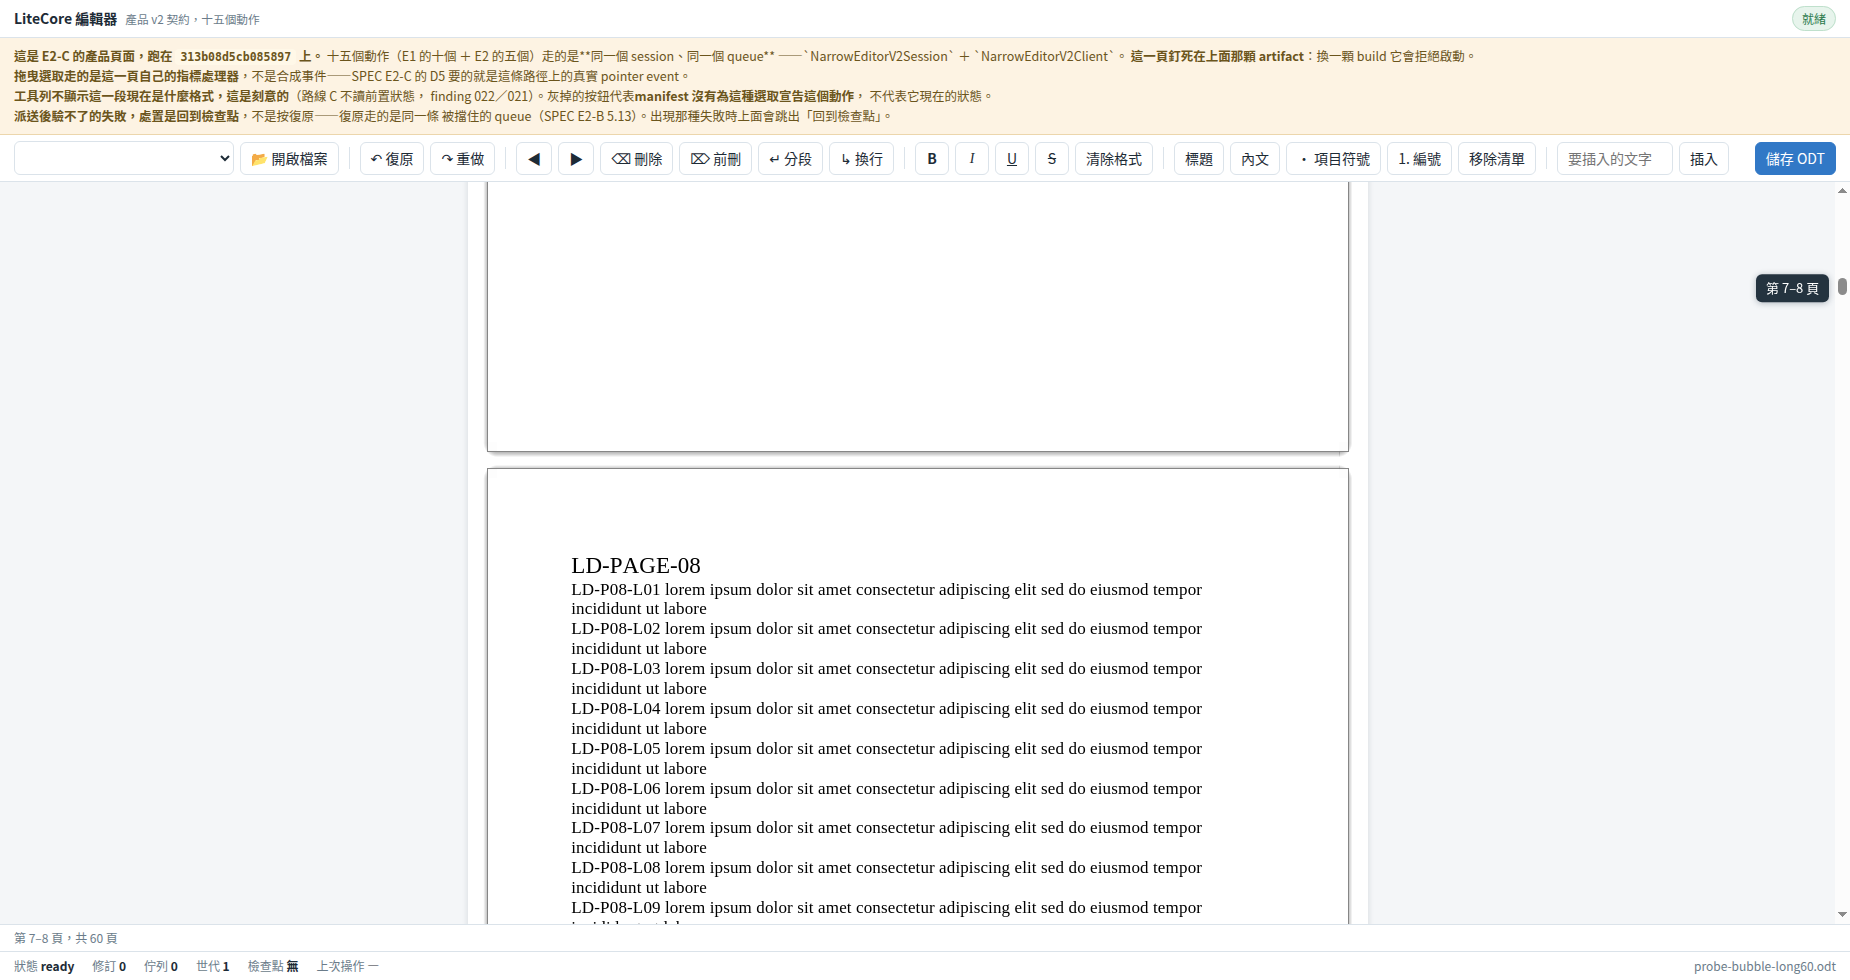 LiteCore 編輯器 產品 v2 契約，十五個動作 就緒
這是 E2-C 的產品頁面，跑在 313b08d5cb085897 上。 十五個動作（E1 的十個 ＋ E2 的五個）走的是**同一個 session、同一個 queue** ——`NarrowEditorV2Session` ＋ `NarrowEditorV2Client`。 這一頁釘死在上面那顆 artifact：換一顆 build 它會拒絕啟動。
拖曳選取走的是這一頁自己的指標處理器，不是合成事件——SPEC E2-C 的 D5 要的就是這條路徑上的真實 pointer event。
工具列不顯示這一段現在是什麼格式，這是刻意的（路線 C 不讀前置狀態， finding 022／021）。灰掉的按鈕代表manifest 沒有為這種選取宣告這個動作， 不代表它現在的狀態。
派送後驗不了的失敗，處置是回到檢查點，不是按復原——復原走的是同一條 被擋住的 queue（SPEC E2-B 5.13）。出現那種失敗時上面會跳出「回到檢查點」。
📂 開啟檔案 ↶ 復原 ↷ 重做 ◀ ▶ ⌫ 刪除 ⌦ 前刪 ↵ 分段 ↳ 換行 B I U S 清除格式 標題 內文 • 項目符號 1. 編號 移除清單 要插入的文字 插入 儲存 ODT
第 7–8 頁
LD-PAGE-08
LD-P08-L01 lorem ipsum dolor sit amet consectetur adipiscing elit sed do eiusmod tempor
incididunt ut labore
LD-P08-L02 lorem ipsum dolor sit amet consectetur adipiscing elit sed do eiusmod tempor
incididunt ut labore
LD-P08-L03 lorem ipsum dolor sit amet consectetur adipiscing elit sed do eiusmod tempor
incididunt ut labore
LD-P08-L04 lorem ipsum dolor sit amet consectetur adipiscing elit sed do eiusmod tempor
incididunt ut labore
LD-P08-L05 lorem ipsum dolor sit amet consectetur adipiscing elit sed do eiusmod tempor
incididunt ut labore
LD-P08-L06 lorem ipsum dolor sit amet consectetur adipiscing elit sed do eiusmod tempor
incididunt ut labore
LD-P08-L07 lorem ipsum dolor sit amet consectetur adipiscing elit sed do eiusmod tempor
incididunt ut labore
LD-P08-L08 lorem ipsum dolor sit amet consectetur adipiscing elit sed do eiusmod tempor
incididunt ut labore
LD-P08-L09 lorem ipsum dolor sit amet consectetur adipiscing elit sed do eiusmod tempor
第 7–8 頁，共 60 頁
狀態 ready 修訂 0 佇列 0 世代 1 檢查點 無 上次操作 — probe-bubble-long60.odt